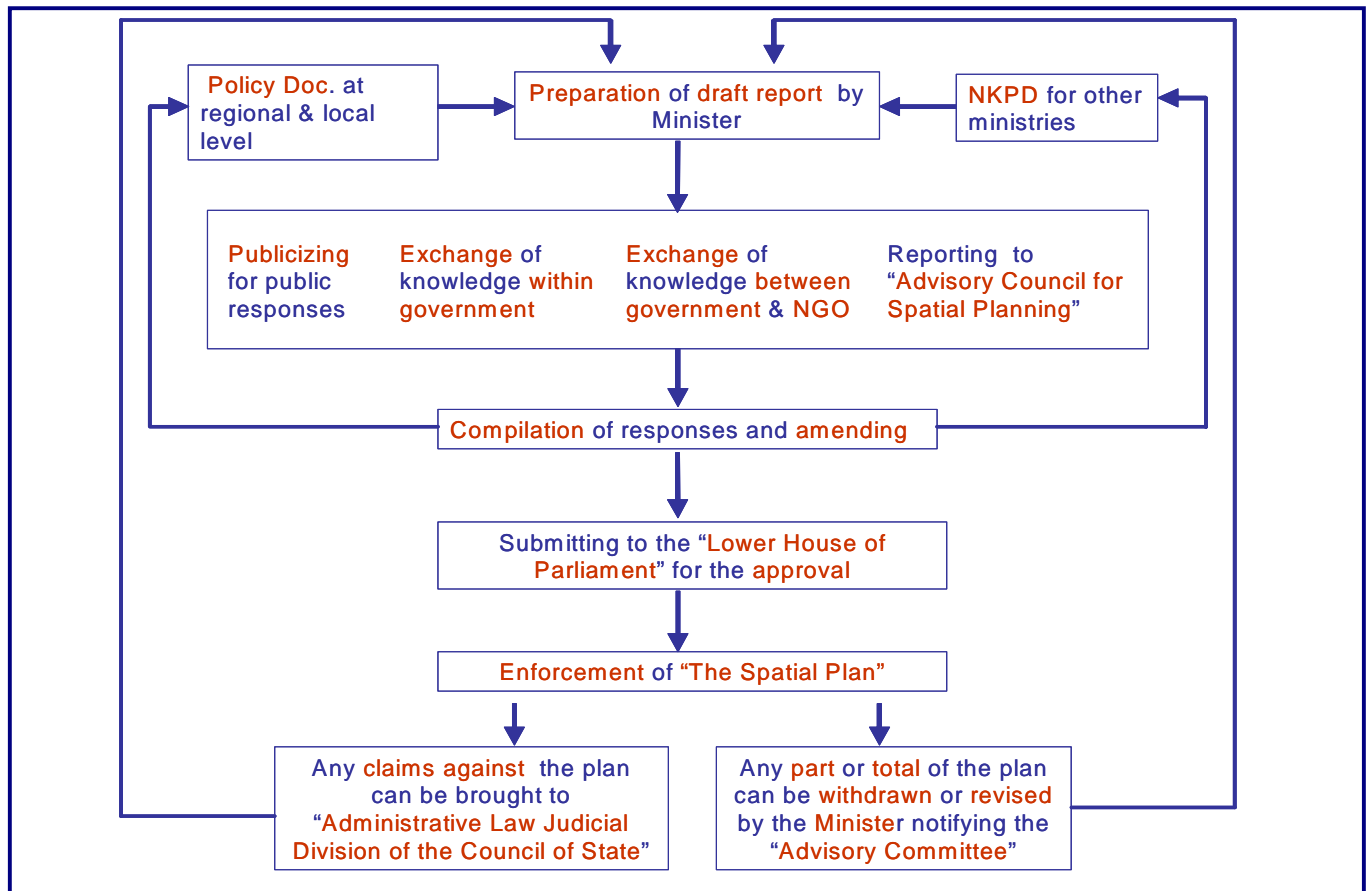 Policy Doc. at
regional & local
level
Preparation of draft report by
Minister
NKPD for other
ministries
Publicizing
for public
responses
Exchange of
knowledge within
government
Exchange of
knowledge between
government & NGO
Reporting to
“Advisory Council for
Spatial Planning”
Compilation of responses and amending
Submitting to the “Lower House of
Parliament” for the approval
Enforcement of “The Spatial Plan”
Any claims against the plan
can be brought to
“Administrative Law Judicial
Division of the Council of State”
Any part or total of the plan
can be withdrawn or revised
by the Minister notifying the
“Advisory Committee”